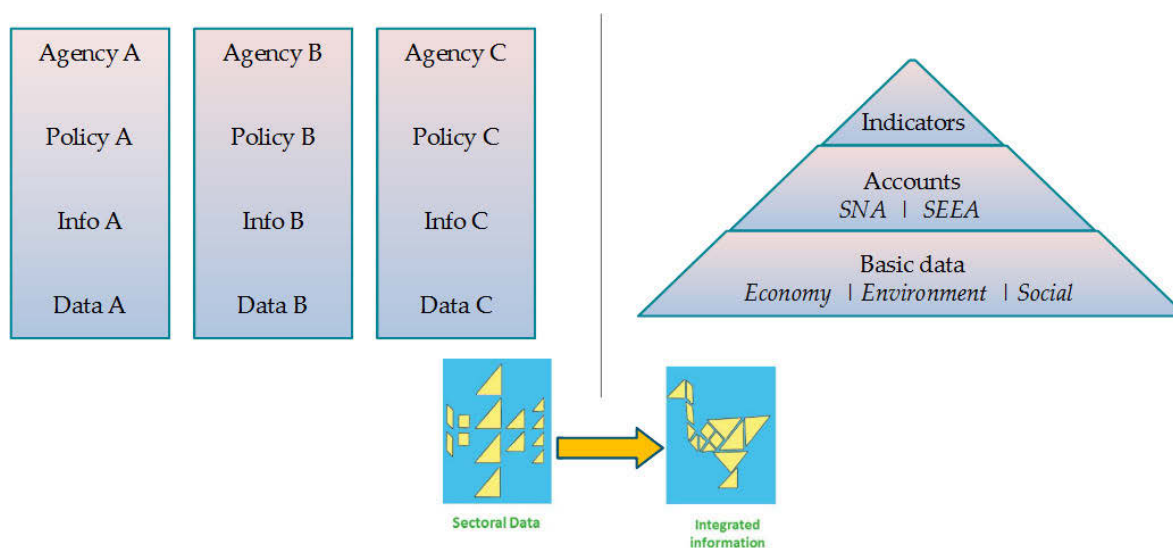 Agency A
Policy A
Info A
Data A
Agency B
Policy B
Info B
Data B
Agency C
Policy C
Info C
Data C
Indicators
Accounts
SNA | SEEA
Basic data
Economy | Environment | Social
Sectoral Data
Integrated
information